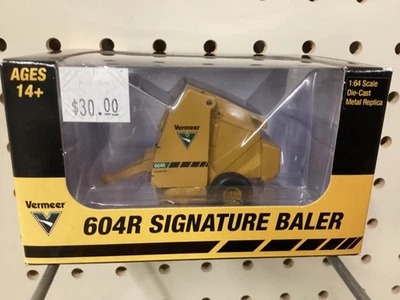 AGES
14+
$30.00
1:64 Scale
Die-Cast
Metal Replica
Vermeer
604R
Vermeer
604R SIGNATURE BALER